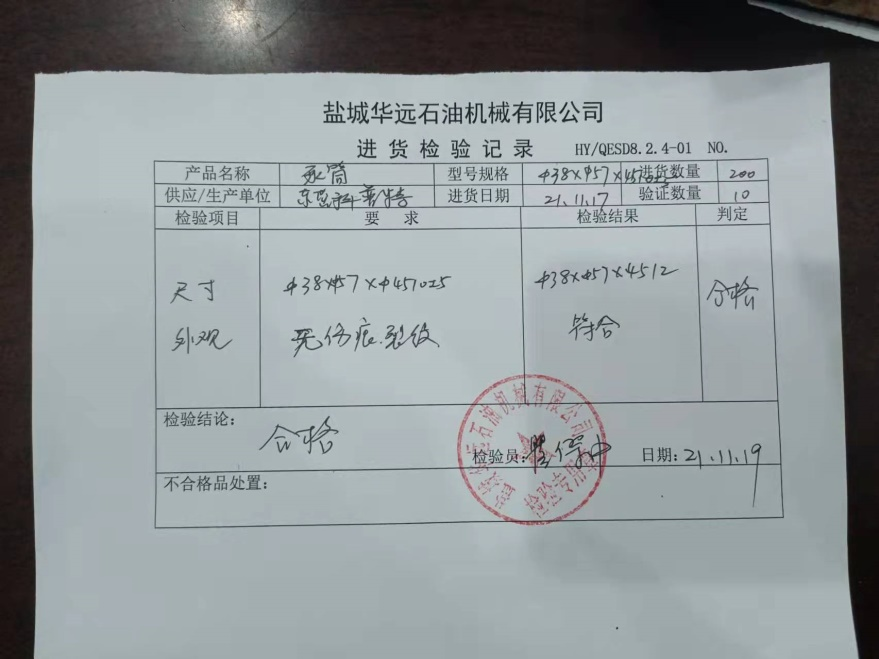 盐城华远石油机械有限公司
进货检验记录 HY/QESD8.2.4-01 NO.
产品名称 泵筒 型号规格 φ38×φ57× 进货数量 200
供应/生产单位 进货日期 21.11.17 验证数量 10
检验项目 要求 检验结果 判定
尺寸 φ38×φ57×φ4510±5 φ38×φ57×4512 合格
外观 无伤痕.裂纹 符合
检验结论:
合格
检验员: 日期: 21.11.19
不合格品处置:
盐城华远石油机械有限公司
检验专用章